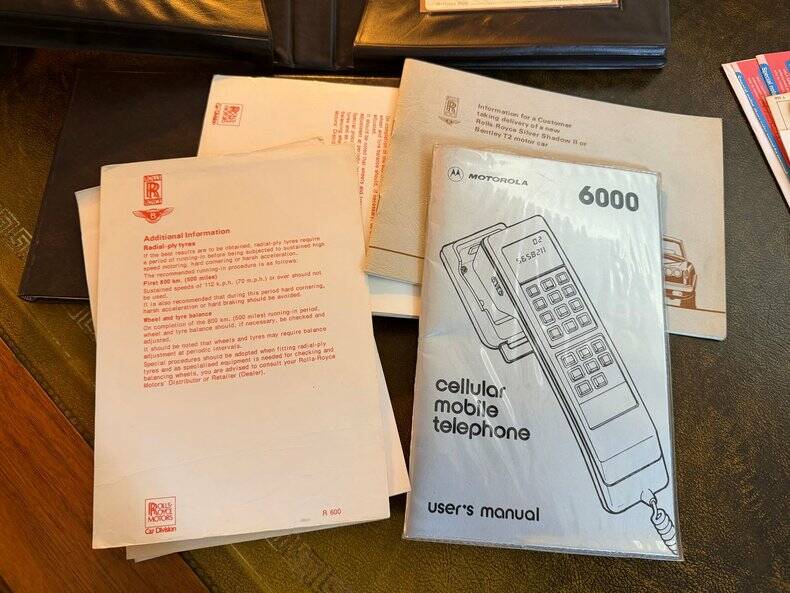 Additional Information
Radial-ply tyres
If the best results are to be obtained, radial-ply tyres require
a period of running-in before being subjected to sustained high
speed motoring, hard cornering or harsh acceleration.
The recommended running-in procedure is as follows:
First 800 km. (500 miles)
Sustained speeds of 112 k.p.h. (70 m.p.h.) or over should not
be used.
It is also recommended that during this period hard cornering,
harsh acceleration or hard braking should be avoided.
Wheel and tyre balance
On completion of the 800 km. (500 miles) running-in period,
wheel and tyre balance should, if necessary, be checked and
adjusted.
It should be noted that wheels and tyres may require balance
adjustment at periodic intervals.
Special procedures should be adopted when fitting radial-ply
tyres and as specialised equipment is needed for checking and
balancing wheels, you are advised to consult your Rolls-Royce
Motors' Distributor or Retailer (Dealer).
ROLLS-
ROYCE
MOTORS
Car Division
R 600
Information for a Customer
taking delivery of a new
Rolls-Royce Silver Shadow II or
Bentley T2 motor car
MOTOROLA
6000
02
5658211
cellular
mobile
telephone
user's manual